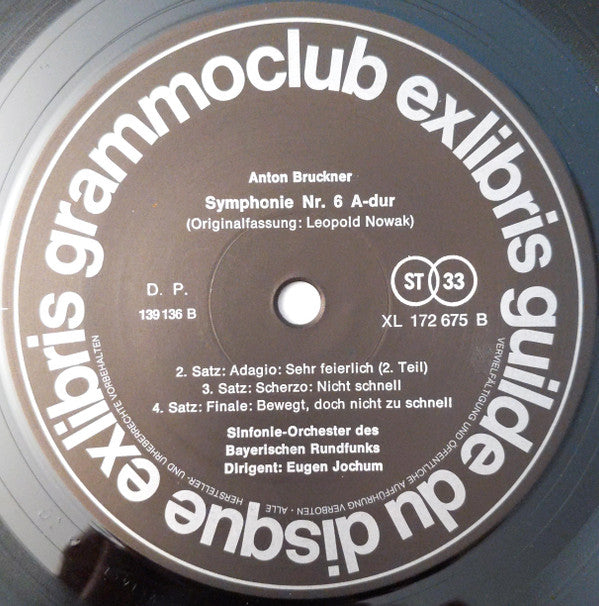 exlibris grammoclub exlibris guilde du disque
Anton Bruckner
Symphonie Nr. 6 A-dur
(Originalfassung: Leopold Nowak)
D. P.
139 136 B
ST 33
XL 172 675 B
2. Satz: Adagio: Sehr feierlich (2. Teil)
3. Satz: Scherzo: Nicht schnell
4. Satz: Finale: Bewegt, doch nicht zu schnell
Sinfonie-Orchester des
Bayerischen Rundfunks
Dirigent: Eugen Jochum
ALLE HERSTELLER- UND URHEBERRECHTE VORBEHALTEN
VERVIELFÄLTIGUNG UND ÖFFENTLICHE AUFFÜHRUNG VERBOTEN ·